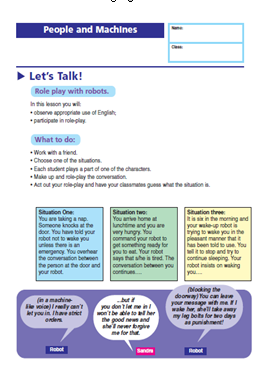 People and Machines
Name:
Class:
Let's Talk!
Role play with robots.
In this lesson you will:
• observe appropriate use of English;
• participate in role-play.
What to do:
• Work with a friend.
• Choose one of the situations.
• Each student plays a part of one of the characters.
• Make up and role-play the conversation.
• Act out your role-play and have your classmates guess what the situation is.
Situation One:
You are taking a nap.
Someone knocks at the
door. You have told your
robot not to wake you
unless there is an
emergency. You overhear
the conversation between
the person at the door and
your robot.
Situation two:
You arrive home at
lunchtime and you are
very hungry. You
command your robot to
get something ready for
you to eat. Your robot
says that she is tired. The
conversation between you
continues....
Situation three:
It is six in the morning and
your wake-up robot is
trying to wake you in the
pleasant manner that it
has been told to use. You
tell it to stop and try to
continue sleeping. Your
robot insists on waking
you....
(in a machine-
like voice) I really can't
let you in. I have strict
orders.
Robot
...but if
you don't let me in I
won't be able to tell her
the good news and
she'll never forgive
me for that.
Sandra
(blocking the
doorway) You can leave
your message with me. If I
wake her, she'll take away
my leg bolts for two days
as punishment!
Robot